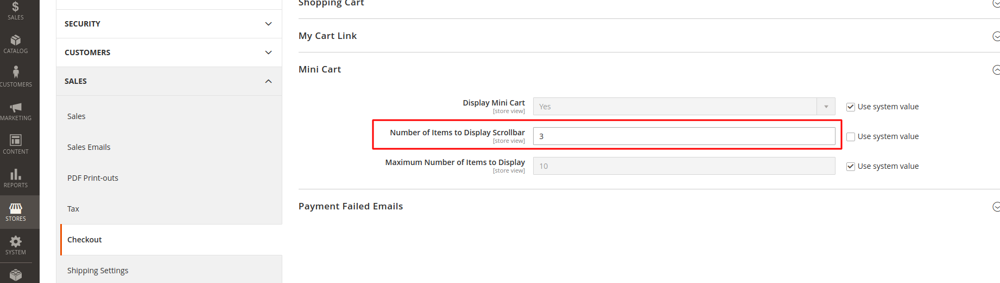 SALES
CATALOG
CUSTOMERS
MARKETING
CONTENT
REPORTS
STORES
SYSTEM
SECURITY
CUSTOMERS
SALES
Sales
Sales Emails
PDF Print-outs
Tax
Checkout
Shipping Settings
Shopping Cart
My Cart Link
Mini Cart
Display Mini Cart
[store view]
Yes
Use system value
Number of Items to Display Scrollbar
[store view]
3
Use system value
Maximum Number of Items to Display
[store view]
10
Use system value
Payment Failed Emails